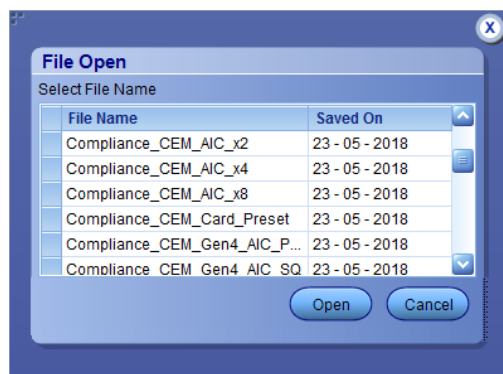 X
File Open
Select File Name
File Name Saved On
Compliance_CEM_AIC_x2 23 - 05 - 2018
Compliance_CEM_AIC_x4 23 - 05 - 2018
Compliance_CEM_AIC_x8 23 - 05 - 2018
Compliance_CEM_Card_Preset 23 - 05 - 2018
Compliance_CEM_Gen4_AIC_P... 23 - 05 - 2018
Compliance_CEM_Gen4_AIC_SQ 23 - 05 - 2018
Open Cancel